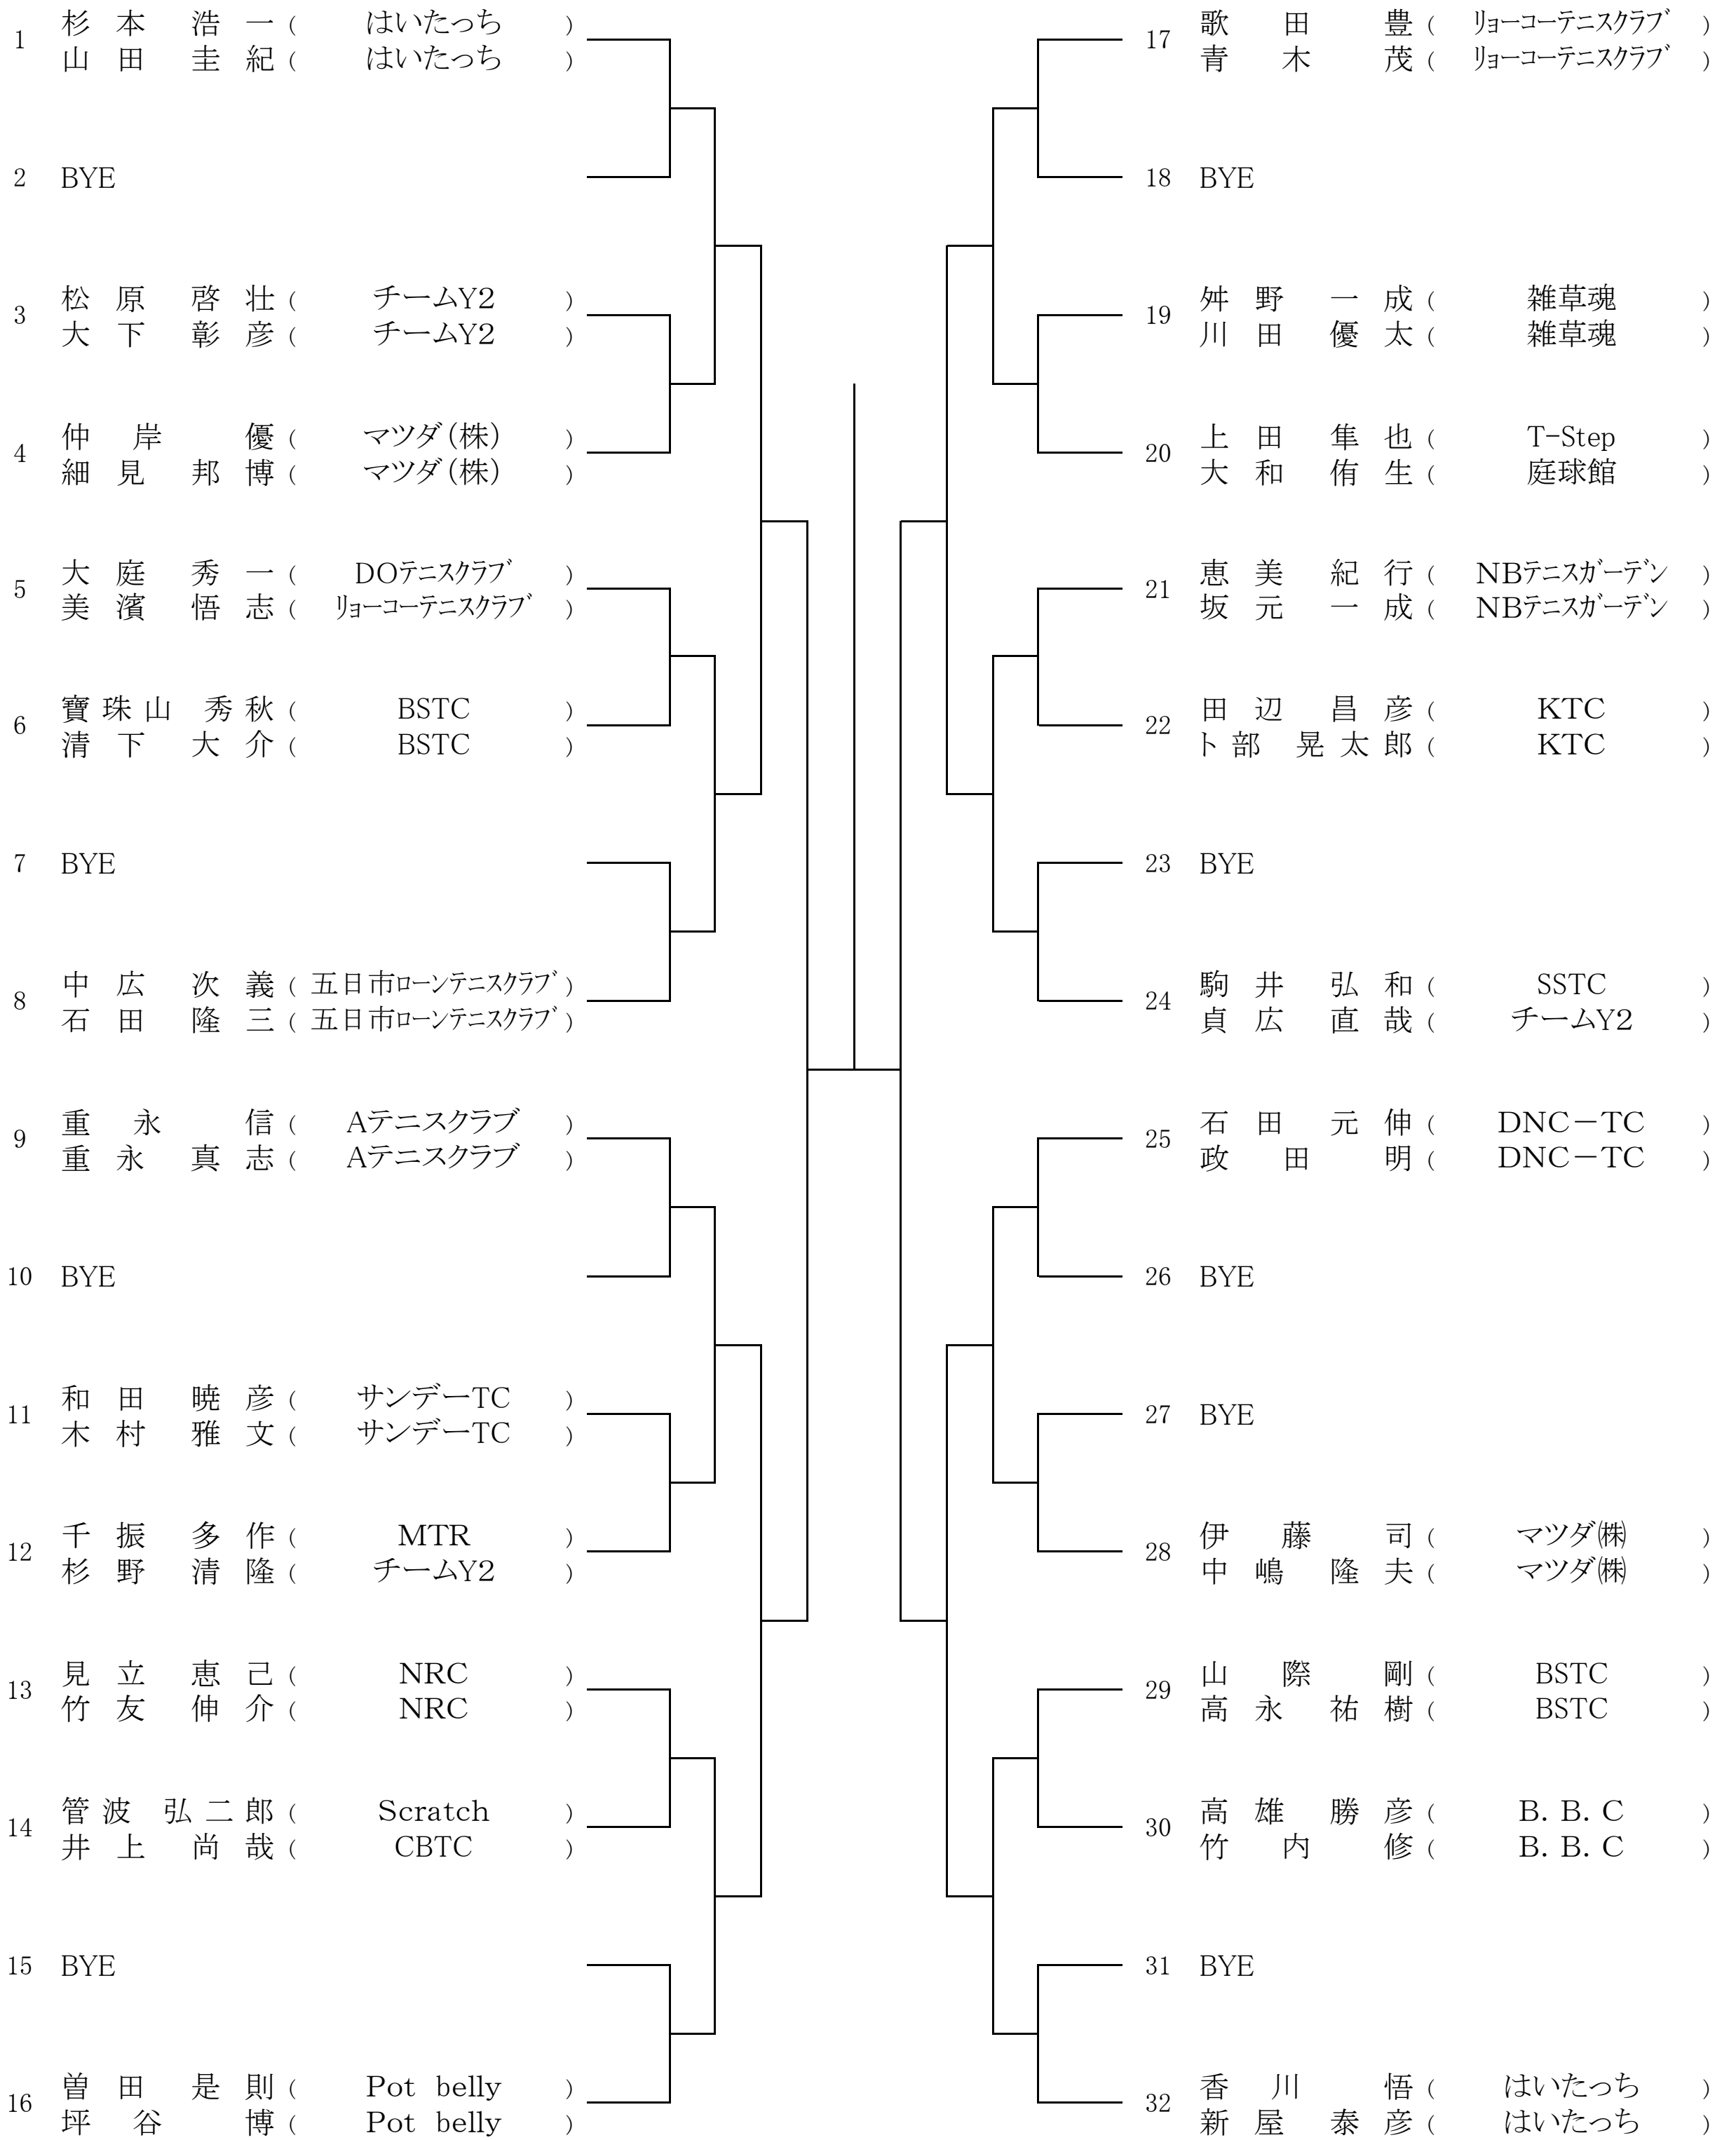 1 杉本 浩一 ( はいたっち )
山田 圭紀 ( はいたっち )
2 BYE
3 松原 啓壮 ( チームY2 )
大下 彰彦 ( チームY2 )
4 仲岸 優 ( マツダ(株) )
細見 邦博 ( マツダ(株) )
5 大庭 秀一 ( DOテニスクラブ )
美濱 悟志 ( リョーコーテニスクラブ )
6 寶珠山 秀秋 ( BSTC )
清下 大介 ( BSTC )
7 BYE
8 中広 次義 ( 五日市ローンテニスクラブ )
石田 隆三 ( 五日市ローンテニスクラブ )
9 重永 信 ( Aテニスクラブ )
重永 真志 ( Aテニスクラブ )
10 BYE
11 和田 暁彦 ( サンデーTC )
木村 雅文 ( サンデーTC )
12 千振 多作 ( MTR )
杉野 清隆 ( チームY2 )
13 見立 恵己 ( NRC )
竹友 伸介 ( NRC )
14 管波 弘二郎 ( Scratch )
井上 尚哉 ( CBTC )
15 BYE
16 曽田 是則 ( Pot belly )
坪谷 博 ( Pot belly )
17 歌田 豊 ( リョーコーテニスクラブ )
青木 茂 ( リョーコーテニスクラブ )
18 BYE
19 舛野 一成 ( 雑草魂 )
川田 優太 ( 雑草魂 )
20 上田 隼也 ( T-Step )
大和 侑生 ( 庭球館 )
21 恵美 紀行 ( NBテニスガーデン )
坂元 一成 ( NBテニスガーデン )
22 田辺 昌彦 ( KTC )
卜部 晃太郎 ( KTC )
23 BYE
24 駒井 弘和 ( SSTC )
貞広 直哉 ( チームY2 )
25 石田 元伸 ( DNC－TC )
政田 明 ( DNC－TC )
26 BYE
27 BYE
28 伊藤 司 ( マツダ㈱ )
中嶋 隆夫 ( マツダ㈱ )
29 山際 剛 ( BSTC )
高永 祐樹 ( BSTC )
30 高雄 勝彦 ( B. B. C )
竹内 修 ( B. B. C )
31 BYE
32 香川 悟 ( はいたっち )
新屋 泰彦 ( はいたっち )